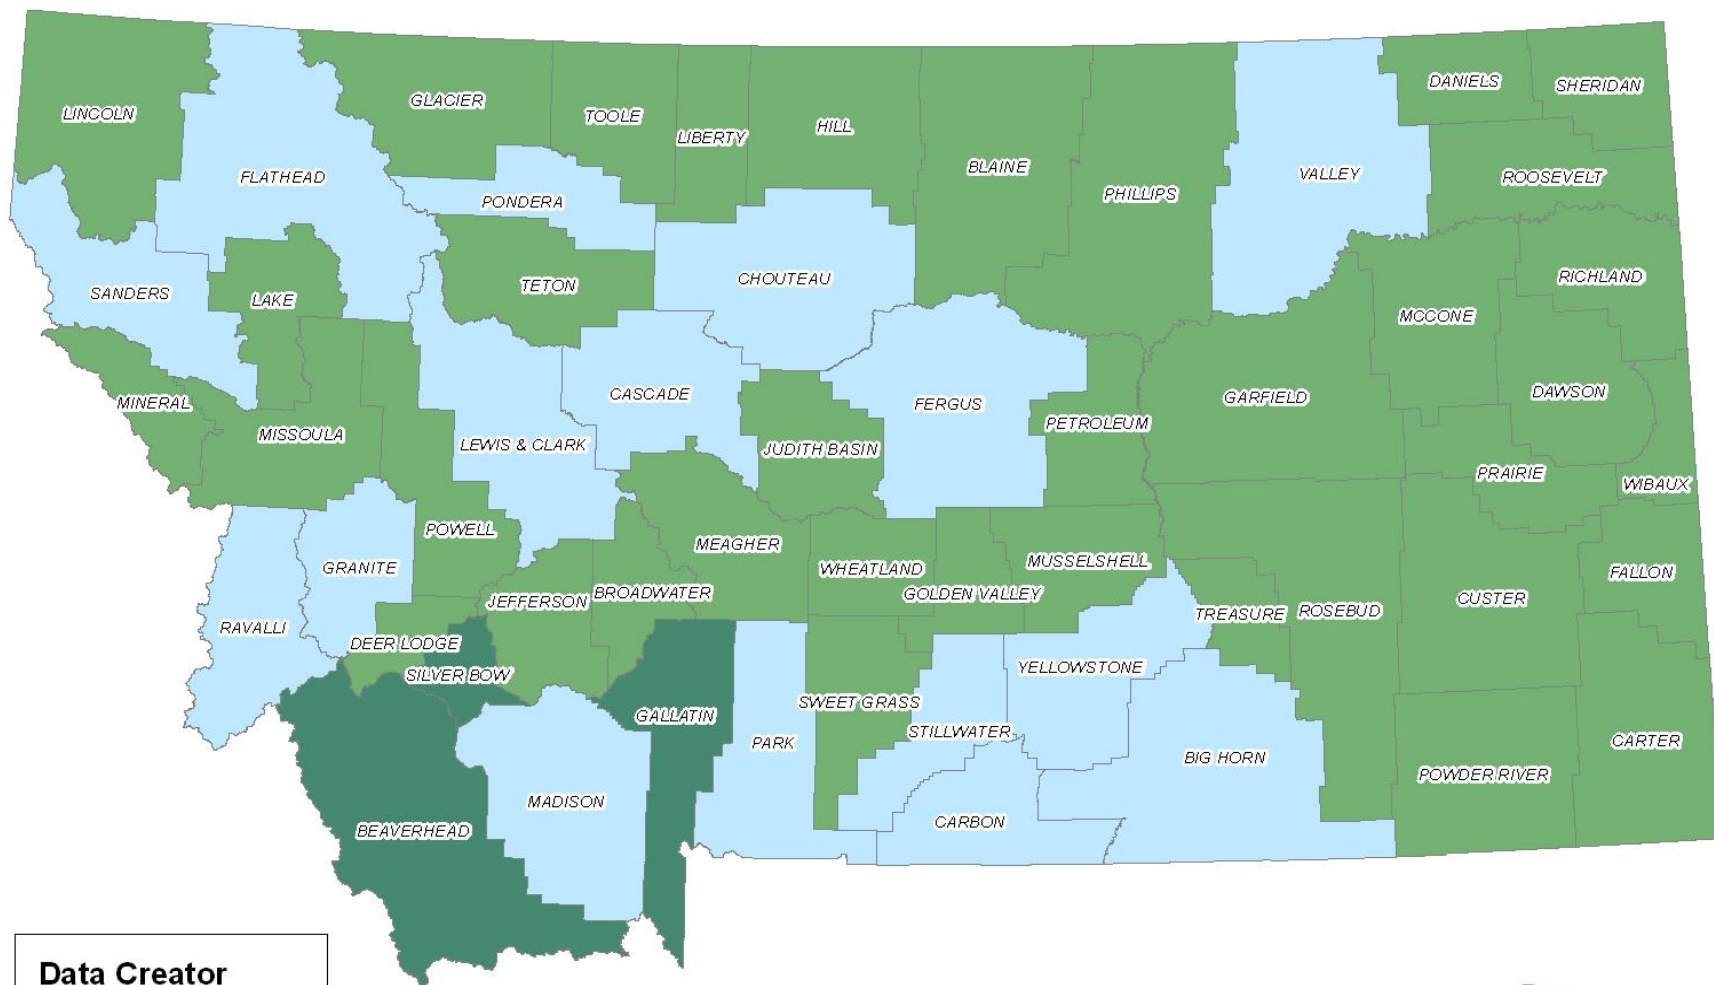 LINCOLN
FLATHEAD
GLACIER
TOOLE
LIBERTY
HILL
BLAINE
PHILLIPS
VALLEY
DANIELS
SHERIDAN
ROOSEVELT
PONDERA
SANDERS
LAKE
TETON
CHOUTEAU
RICHLAND
MCCONE
MINERAL
MISSOULA
CASCADE
FERGUS
PETROLEUM
GARFIELD
DAWSON
LEWIS & CLARK
JUDITH BASIN
PRAIRIE
WIBAUX
POWELL
GRANITE
MEAGHER
WHEATLAND
MUSSELSHELL
GOLDEN VALLEY
FALLON
CUSTER
ROSEBUD
TREASURE
JEFFERSON
BROADWATER
RAVALLI
DEER LODGE
SILVER BOW
YELLOWSTONE
SWEET GRASS
GALLATIN
PARK
STILLWATER
BIG HORN
CARTER
POWDER RIVER
MADISON
BEAVERHEAD
CARBON
Data Creator